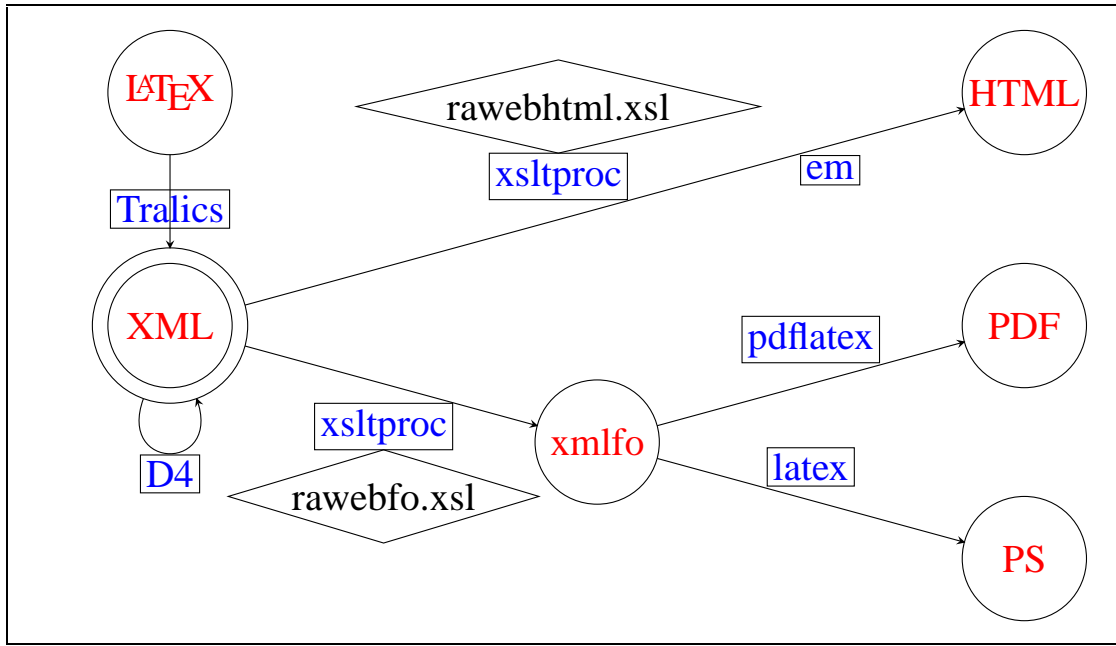 LATEX
rawebhtml.xsl
HTML
xsltproc
em
Tralics
XML
pdflatex
PDF
xsltproc
xmlfo
D4
rawebfo.xsl
latex
PS